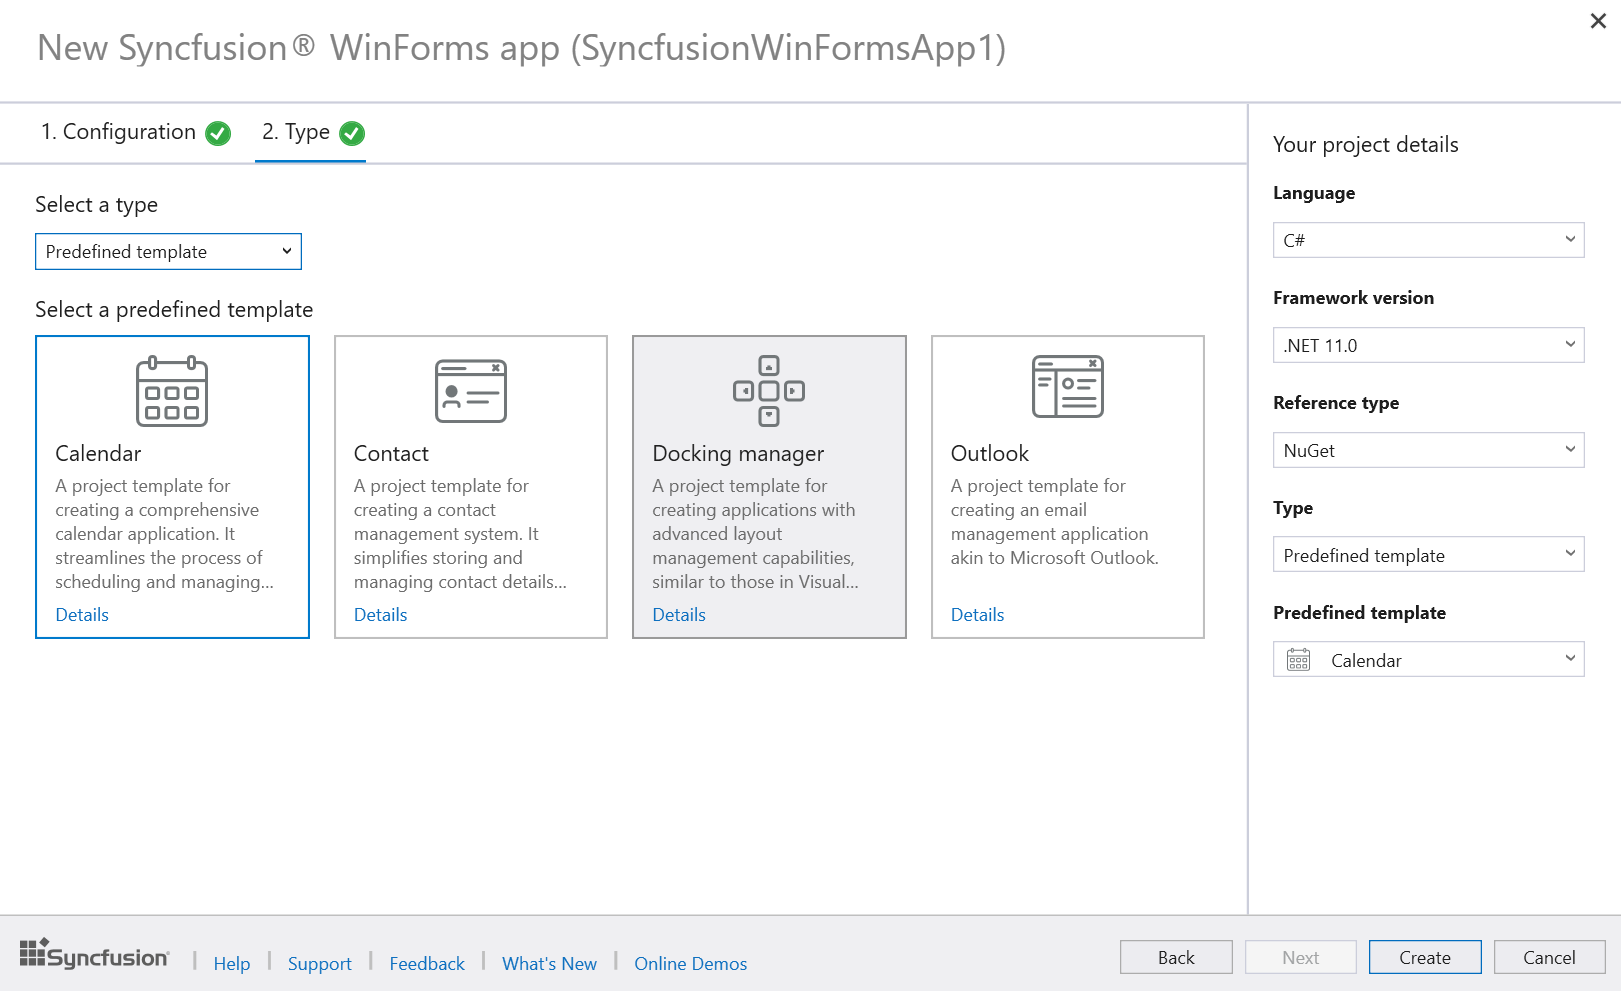 New Syncfusion® WinForms app (SyncfusionWinFormsApp1)
1. Configuration
2. Type
Select a type
Predefined template
Select a predefined template
Calendar
A project template for
creating a comprehensive
calendar application. It
streamlines the process of
scheduling and managing...
Details
Contact
A project template for
creating a contact
management system. It
simplifies storing and
managing contact details...
Details
Docking manager
A project template for
creating applications with
advanced layout
management capabilities,
similar to those in Visual...
Details
Outlook
A project template for
creating an email
management application
akin to Microsoft Outlook.
Details
Your project details
Language
C#
Framework version
.NET 11.0
Reference type
NuGet
Type
Predefined template
Predefined template
Calendar
Syncfusion
Help
Support
Feedback
What's New
Online Demos
Back
Next
Create
Cancel